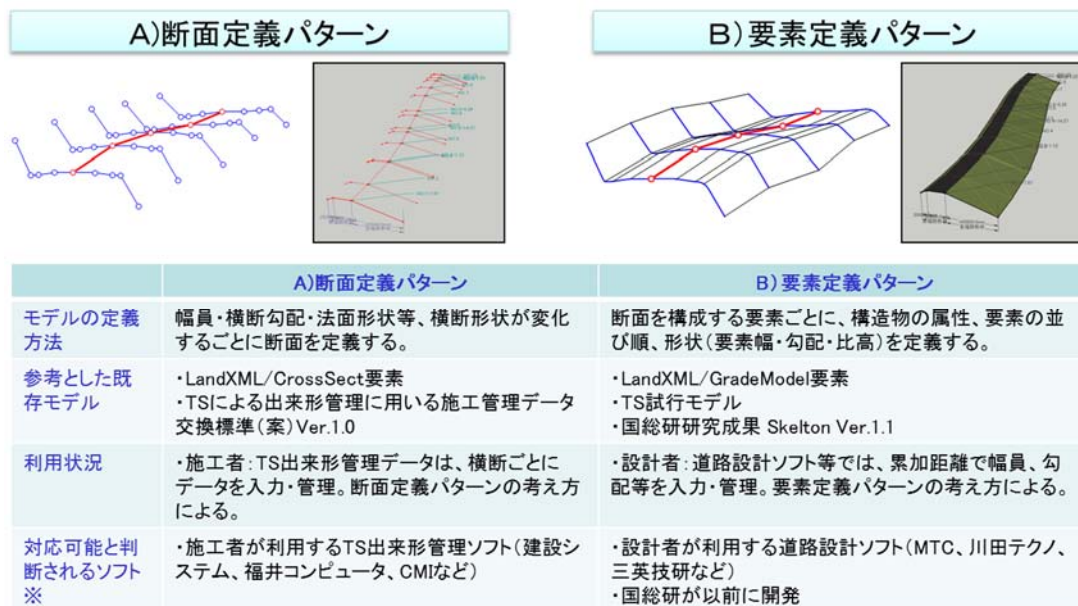 A)断面定義パターン
B)要素定義パターン
A)断面定義パターン
B)要素定義パターン
モデルの定義
方法
幅員・横断勾配・法面形状等、横断形状が変化
するごとに断面を定義する。
断面を構成する要素ごとに、構造物の属性、要素の並
び順、形状(要素幅・勾配・比高)を定義する。
参考とした既
存モデル
・LandXML/CrossSect要素
・TSによる出来形管理に用いる施工管理データ
交換標準(案)Ver.1.0
・LandXML/GradeModel要素
・TS試行モデル
・国総研研究成果 Skelton Ver.1.1
利用状況
・施工者:TS出来形管理データは、横断ごとに
データを入力・管理。断面定義パターンの考え方
による。
・設計者:道路設計ソフト等では、累加距離で幅員、勾
配等を入力・管理。要素定義パターンの考え方による。
対応可能と判
断されるソフト
※
・施工者が利用するTS出来形管理ソフト(建設シ
ステム、福井コンピュータ、CMIなど)
・設計者が利用する道路設計ソフト(MTC、川田テクノ、
三英技研など)
・国総研が以前に開発